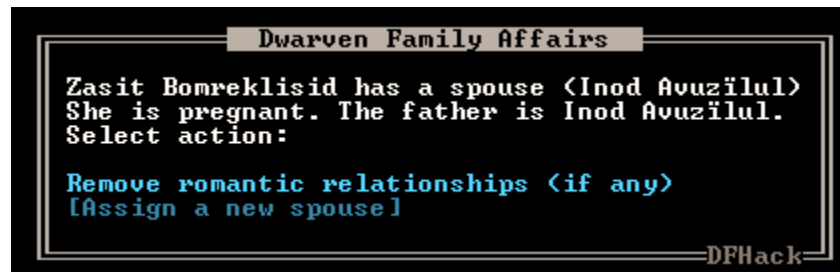 Dwarven Family Affairs
Zasit Bomreklisid has a spouse (Inod Avuzïlul)
She is pregnant. The father is Inod Avuzïlul.
Select action:
Remove romantic relationships (if any)
[Assign a new spouse]
DFHack